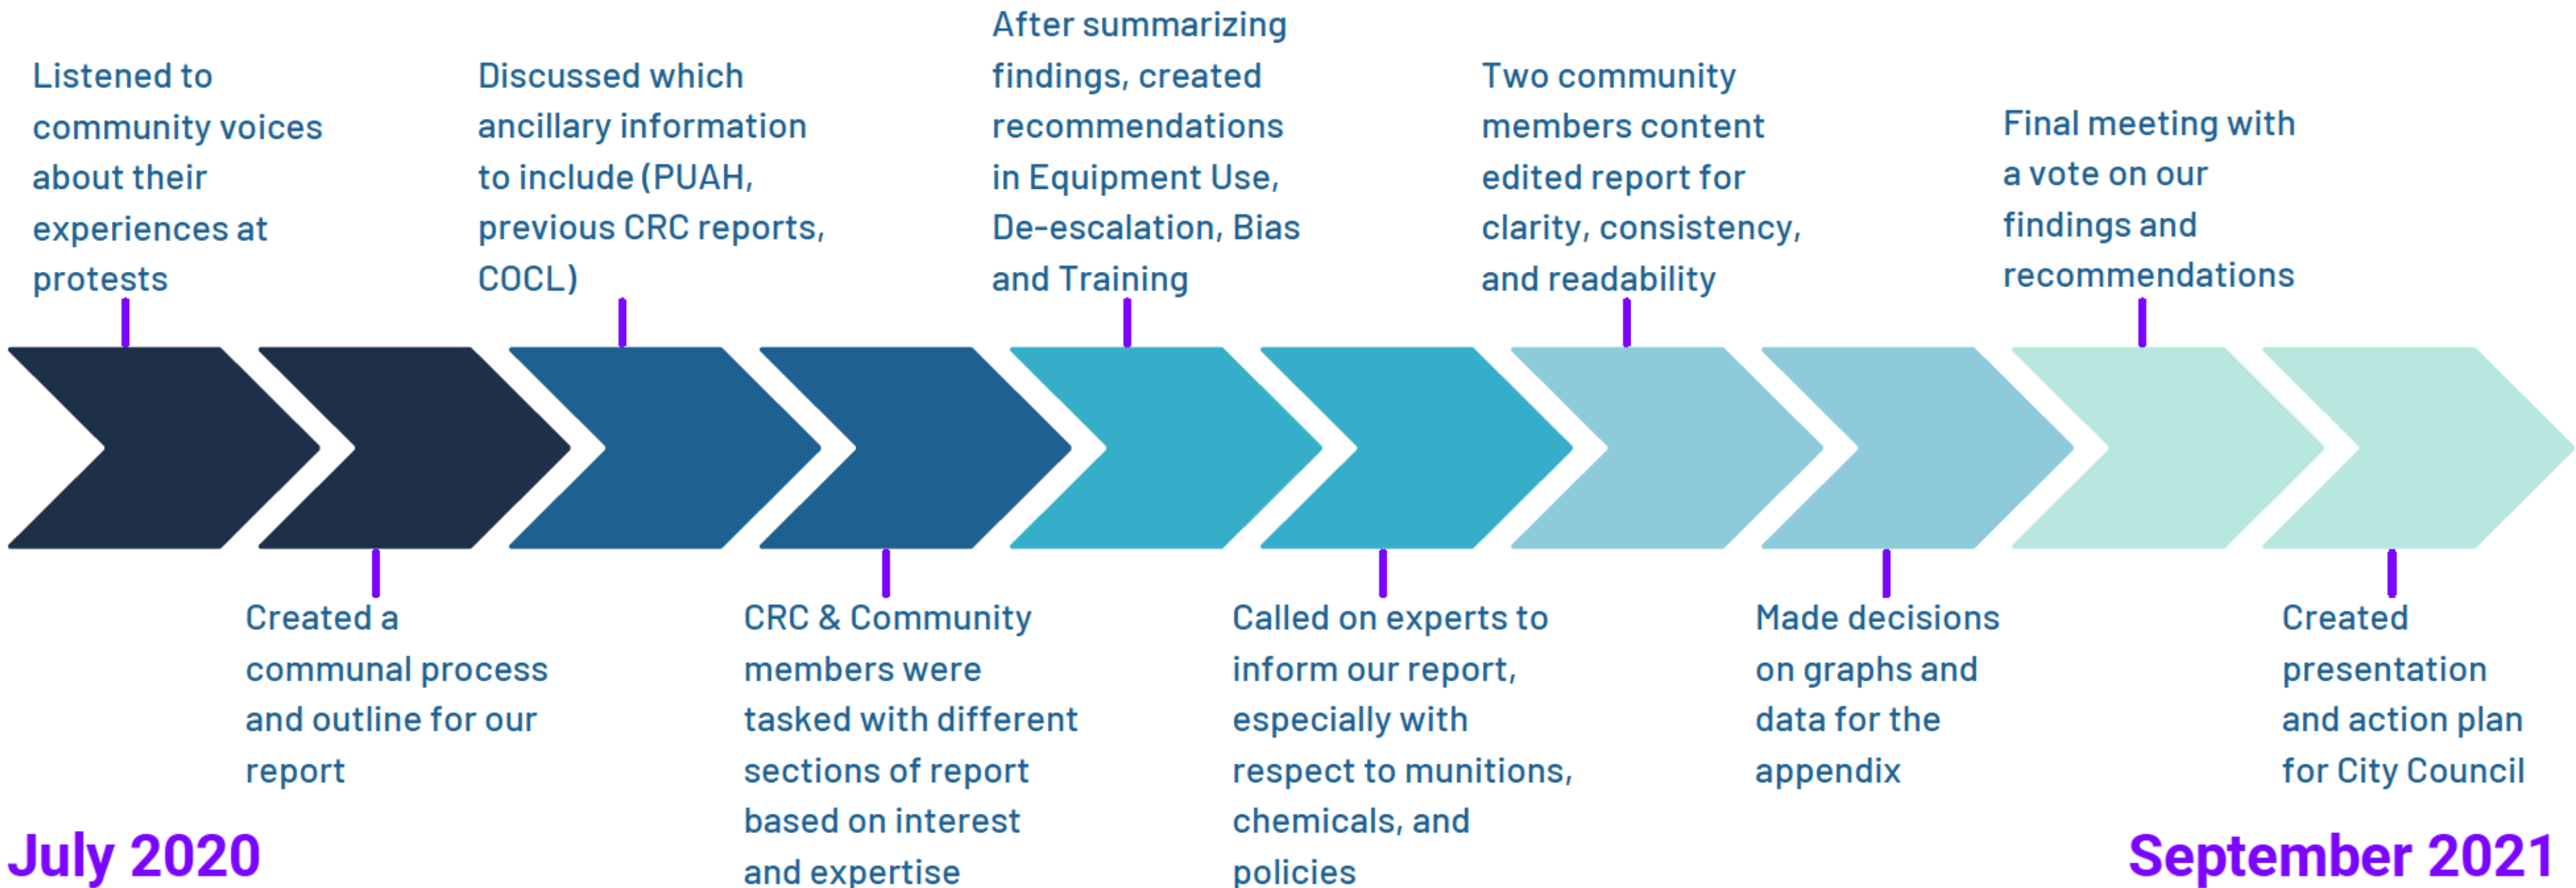 Listened to
community voices
about their
experiences at
protests
Created a
communal process
and outline for our
report
Discussed which
ancillary information
to include (PUAH,
previous CRC reports,
COCL)
CRC & Community
members were
tasked with different
sections of report
based on interest
and expertise
After summarizing
findings, created
recommendations
in Equipment Use,
De-escalation, Bias
and Training
Called on experts to
inform our report,
especially with
respect to munitions,
chemicals, and
policies
Two community
members content
edited report for
clarity, consistency,
and readability
Made decisions
on graphs and
data for the
appendix
Final meeting with
a vote on our
findings and
recommendations
Created
presentation
and action plan
for City Council
July 2020
September 2021